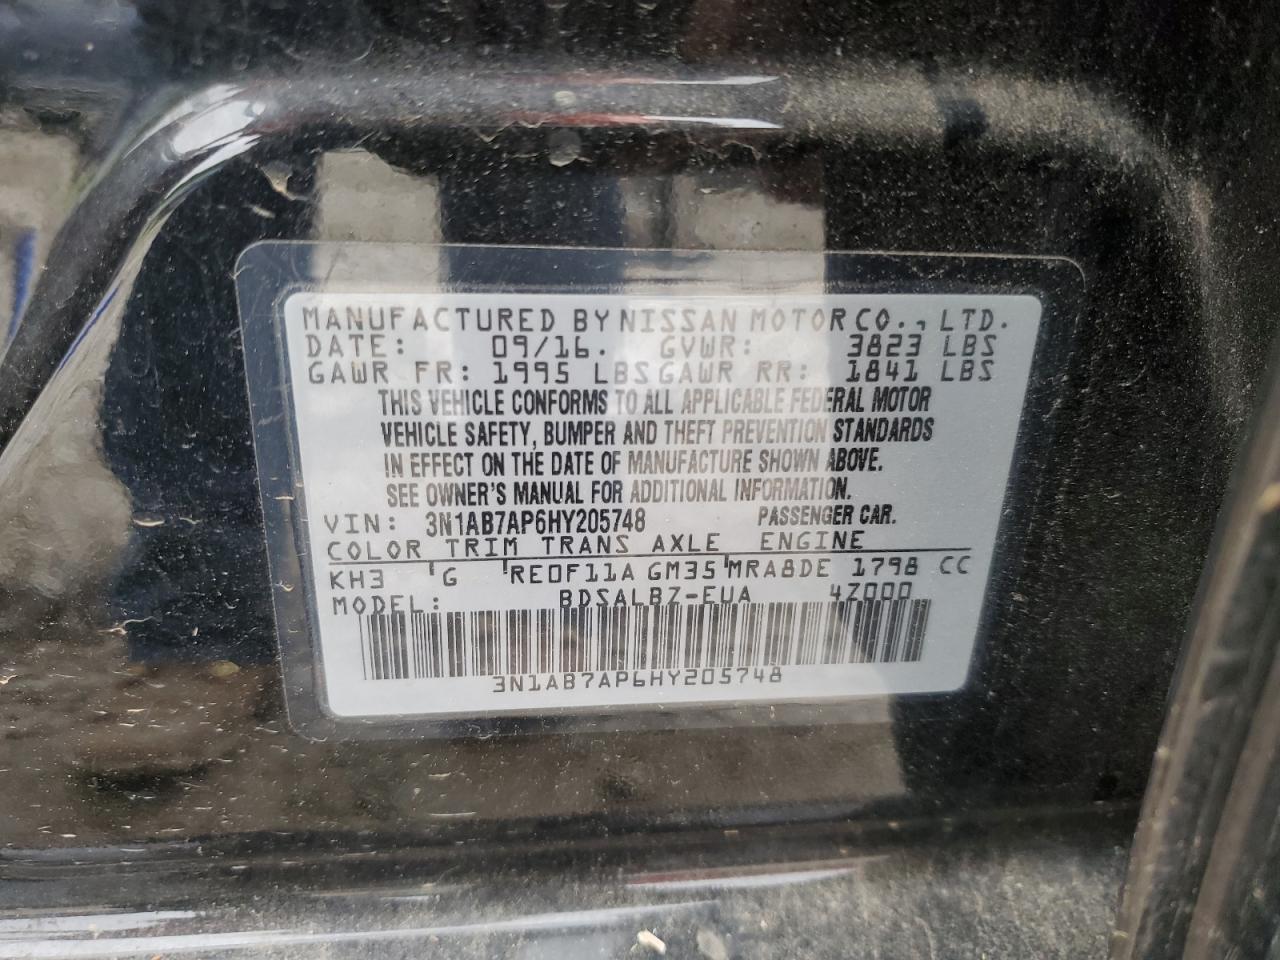 MANUFACTURED BY NISSAN MOTOR CO., LTD.
DATE: 09/16. GVWR: 3823 LBS
GAWR FR: 1995 LBS GAWR RR: 1841 LBS
THIS VEHICLE CONFORMS TO ALL APPLICABLE FEDERAL MOTOR
VEHICLE SAFETY, BUMPER AND THEFT PREVENTION STANDARDS
IN EFFECT ON THE DATE OF MANUFACTURE SHOWN ABOVE.
SEE OWNER'S MANUAL FOR ADDITIONAL INFORMATION.
VIN: 3N1AB7AP6HY205748 PASSENGER CAR.
COLOR TRIM TRANS AXLE ENGINE
KH3 G RE0F11A GM35 MRA8DE 1798 CC
MODEL: BDSALBZ-EUA 4Z000
3N1AB7AP6HY205748